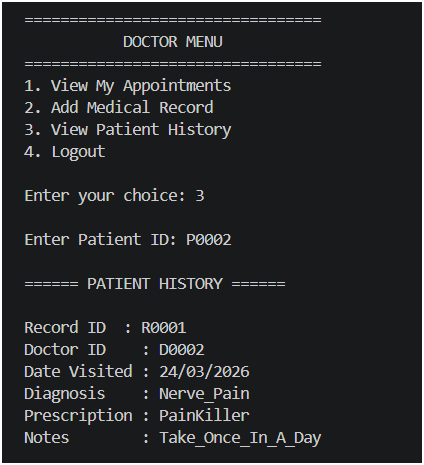 =================================
DOCTOR MENU
=================================
1. View My Appointments
2. Add Medical Record
3. View Patient History
4. Logout
Enter your choice: 3
Enter Patient ID: P0002
====== PATIENT HISTORY ======
Record ID  : R0001
Doctor ID    : D0002
Date Visited : 24/03/2026
Diagnosis    : Nerve_Pain
Prescription : PainKiller
Notes        : Take_Once_In_A_Day